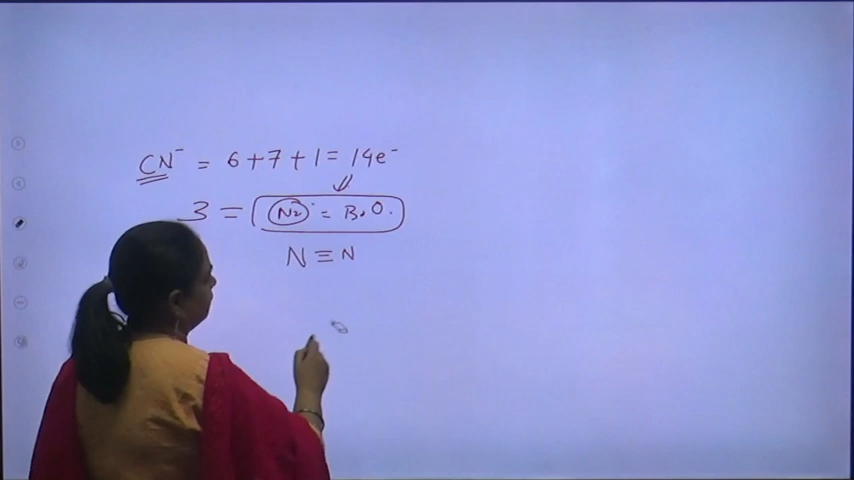 CN⁻ = 6+7+1 = 14e⁻
3 = N₂ = B.O.
N ≡ N